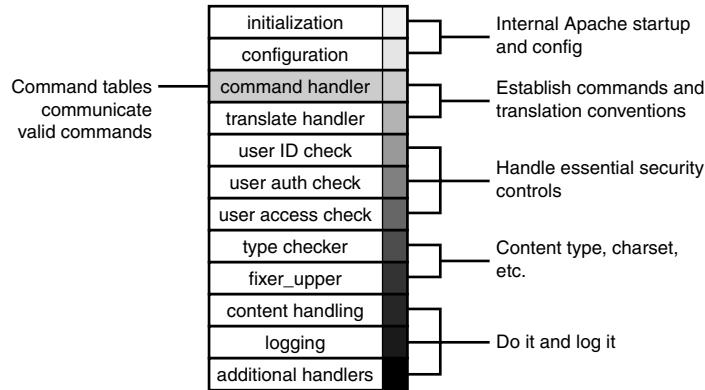 Command tables
communicate
valid commands
initialization
configuration
command handler
translate handler
user ID check
user auth check
user access check
type checker
fixer_upper
content handling
logging
additional handlers
Internal Apache startup
and config
Establish commands and
translation conventions
Handle essential security
controls
Content type, charset,
etc.
Do it and log it